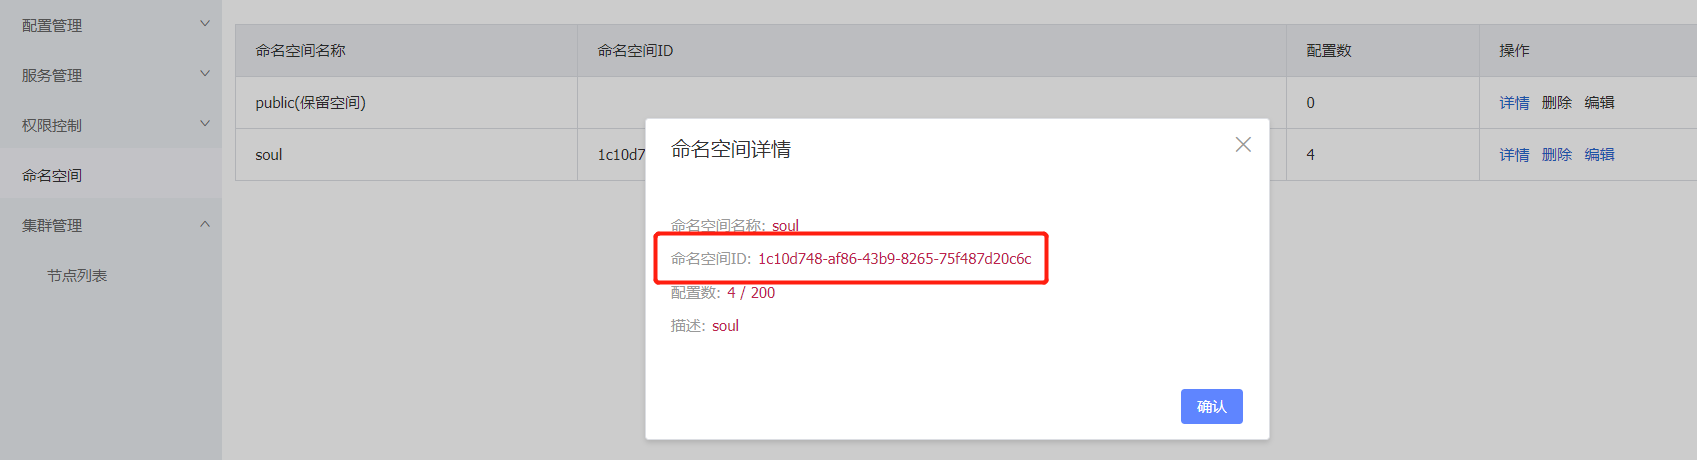 配置管理
服务管理
权限控制
命名空间
集群管理
节点列表
命名空间名称 命名空间ID 配置数 操作
public(保留空间) 0 详情 删除 编辑
soul 1c10d7 4 详情 删除 编辑
命名空间详情
命名空间名称: soul
命名空间ID: 1c10d748-af86-43b9-8265-75f487d20c6c
配置数: 4 / 200
描述: soul
确认